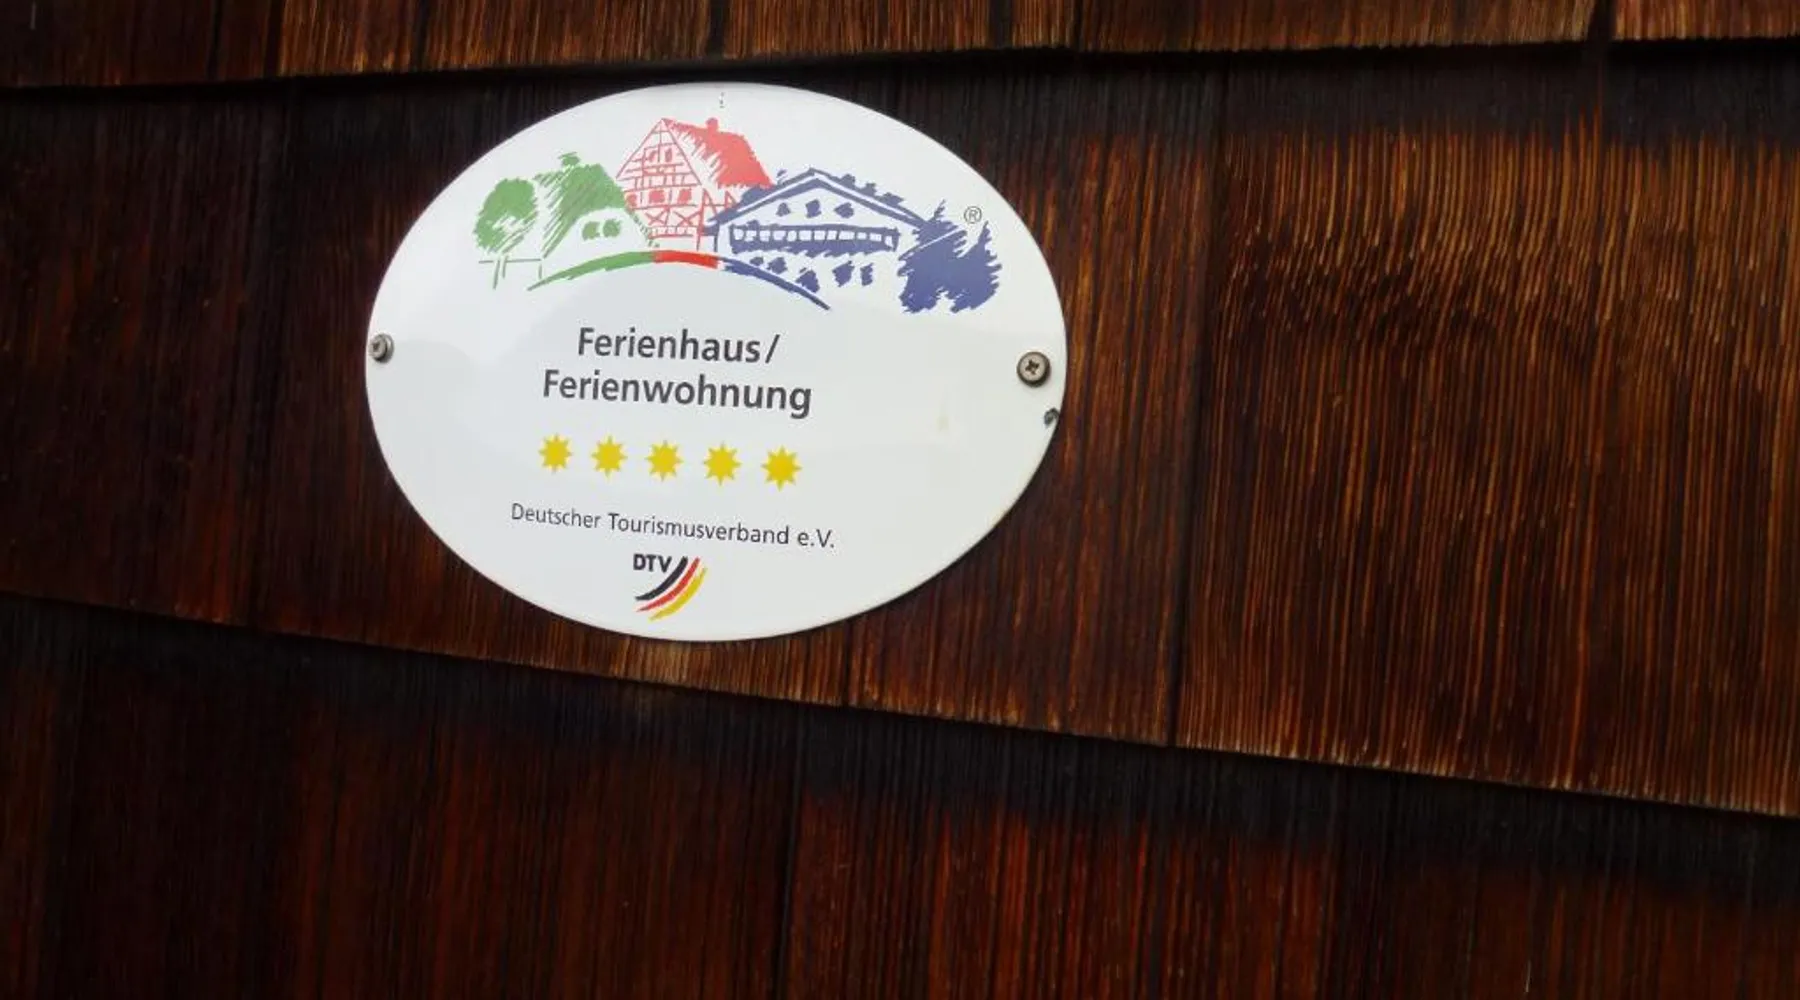 ®
Ferienhaus/
Ferienwohnung
Deutscher Tourismusverband e.V.
DTV